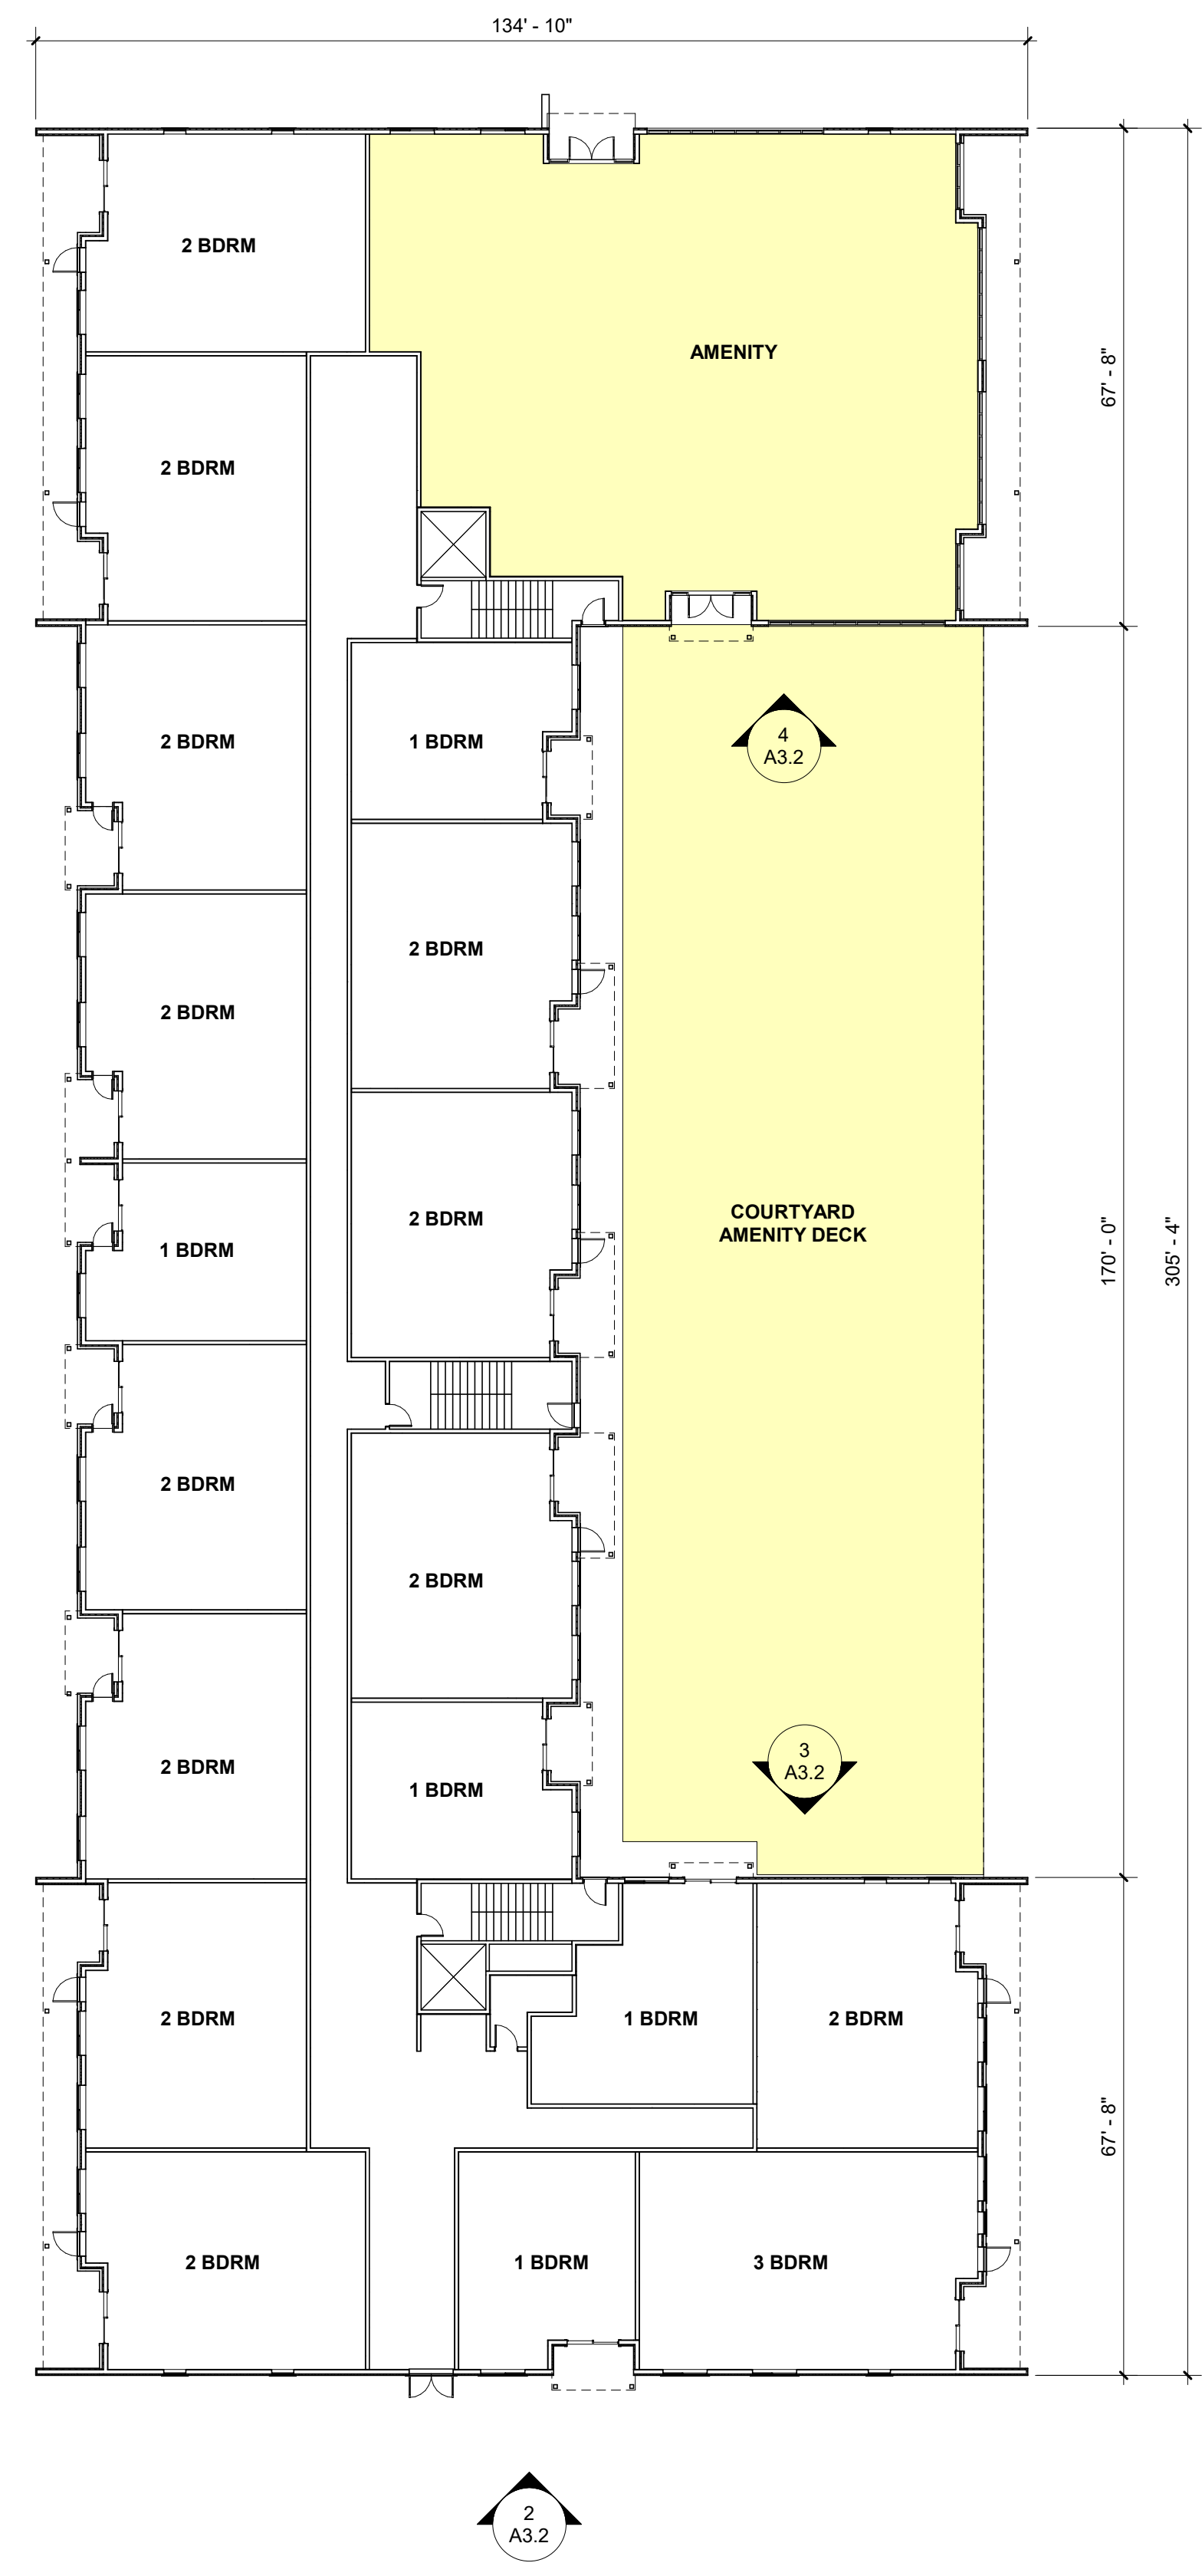 134' - 10"
2 BDRM
AMENITY
67' - 8"
2 BDRM
2 BDRM
1 BDRM
4
A3.2
2 BDRM
2 BDRM
COURTYARD
AMENITY DECK
2 BDRM
1 BDRM
170' - 0"
305' - 4"
2 BDRM
2 BDRM
2 BDRM
1 BDRM
3
A3.2
2 BDRM
1 BDRM
2 BDRM
67' - 8"
2 BDRM
1 BDRM
3 BDRM
2
A3.2